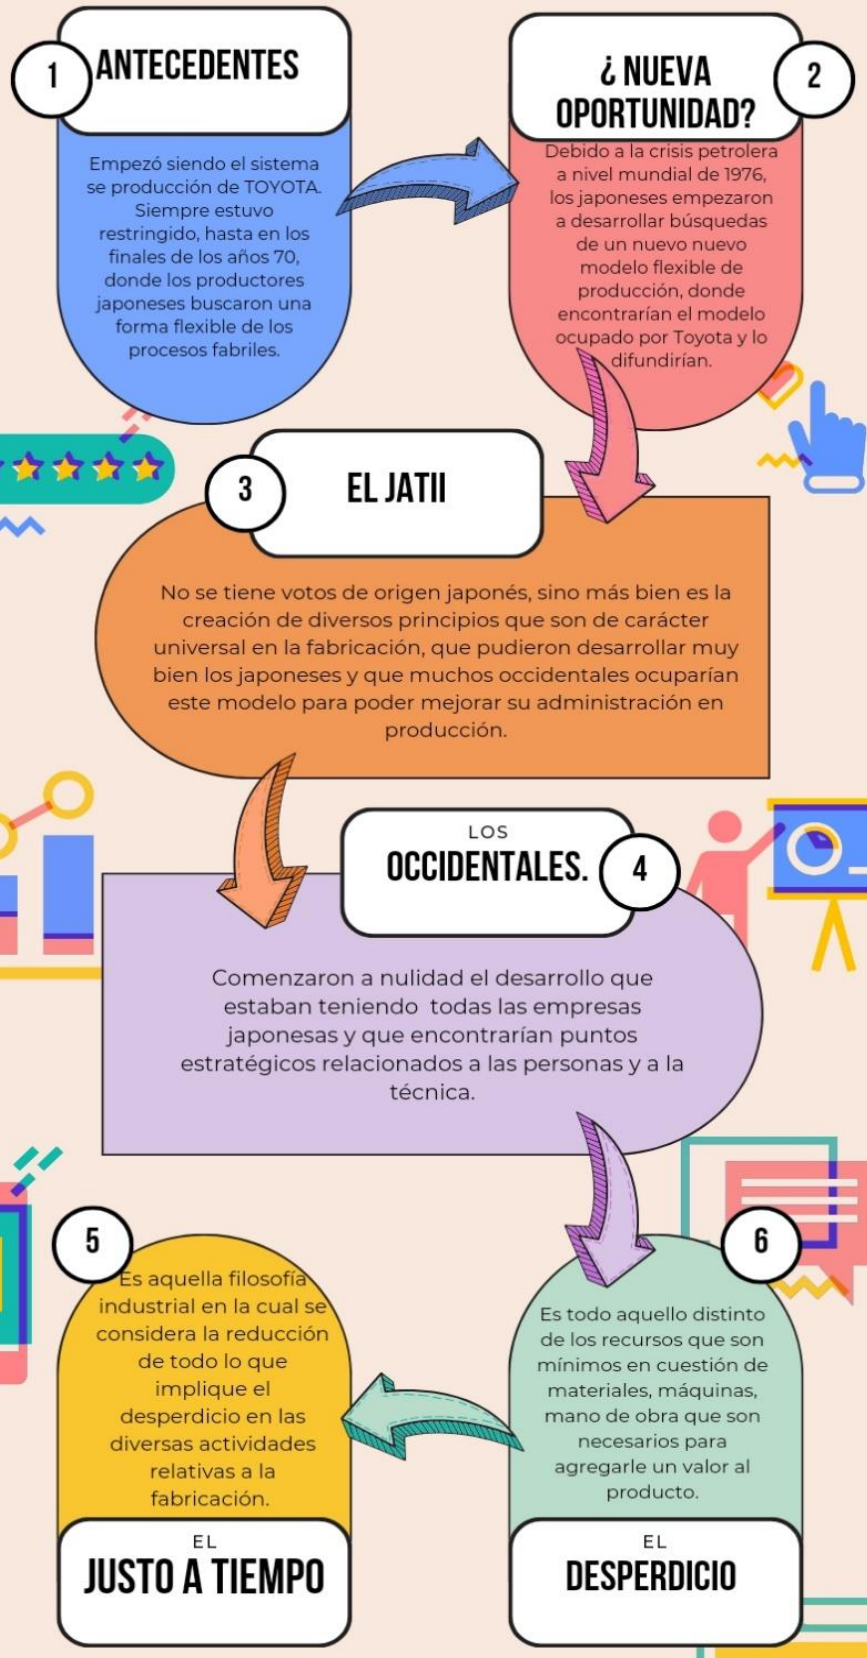 1
ANTECEDENTES
Empezó siendo el sistema
se producción de TOYOTA.
Siempre estuvo
restringido, hasta en los
finales de los años 70,
donde los productores
japoneses buscaron una
forma flexible de los
procesos fabriles.
2
¿ NUEVA
OPORTUNIDAD?
Debido a la crisis petrolera
a nivel mundial de 1976,
los japoneses empezaron
a desarrollar búsquedas
de un nuevo nuevo
modelo flexible de
producción, donde
encontrarían el modelo
ocupado por Toyota y lo
difundirían.
3
EL JATII
No se tiene votos de origen japonés, sino más bien es la
creación de diversos principios que son de carácter
universal en la fabricación, que pudieron desarrollar muy
bien los japoneses y que muchos occidentales ocuparían
este modelo para poder mejorar su administración en
producción.
LOS
OCCIDENTALES.
4
Comenzaron a nulidad el desarrollo que
estaban teniendo todas las empresas
japonesas y que encontrarían puntos
estratégicos relacionados a las personas y a la
técnica.
5
Es aquella filosofía
industrial en la cual se
considera la reducción
de todo lo que
implique el
desperdicio en las
diversas actividades
relativas a la
fabricación.
EL
JUSTO A TIEMPO
6
Es todo aquello distinto
de los recursos que son
mínimos en cuestión de
materiales, máquinas,
mano de obra que son
necesarios para
agregarle un valor al
producto.
EL
DESPERDICIO